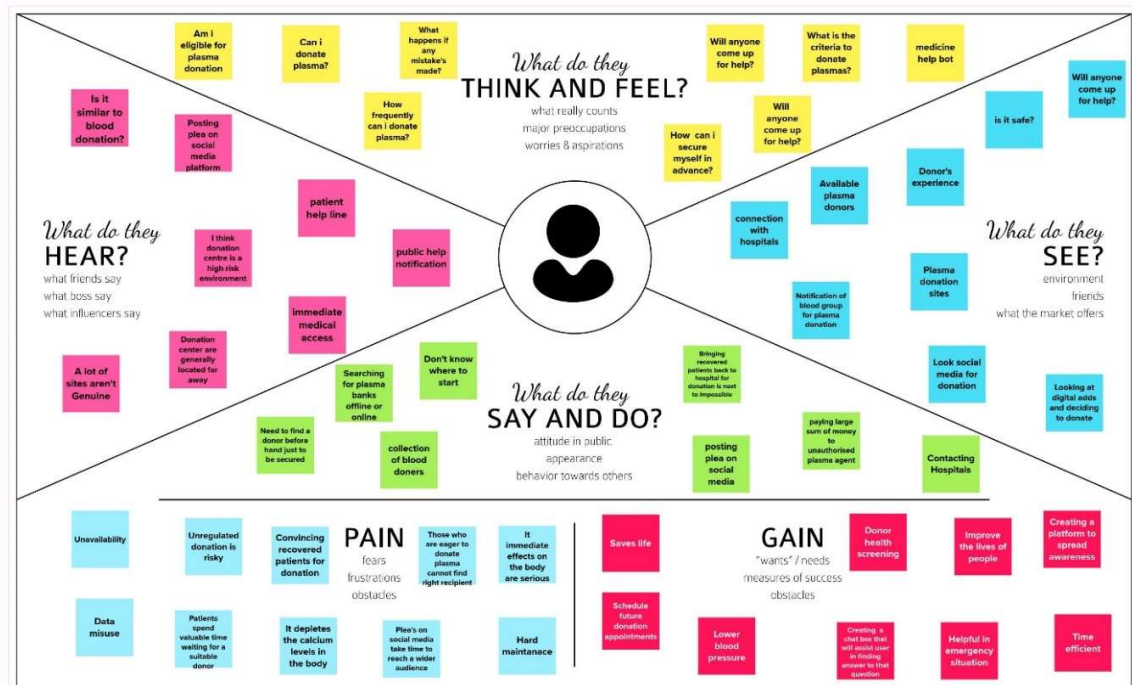 Am i
eligible for
plasma
donation
Can i
donate
plasma?
What
happens if
any
mistake's
made?
How
frequently
can i donate
plasma?
What do they
THINK AND FEEL?
what really counts
major preoccupations
worries & aspirations
Will anyone
come up
for help?
What is the
criteria to
donate
plasmas?
medicine
help bot
Will
anyone
come up
for help?
How can i
secure
myself in
advance?
Is it
similar to
blood
donation?
Posting
plea on
social
media
platform
patient
help line
What do they
HEAR?
what friends say
what boss say
what influencers say
I think
donation
centre is a
high risk
environment
public help
notification
immediate
medical
access
Donation
center are
generally
located far
away
A lot of
sites aren't
Genuine
Will anyone
come up
for help?
is it safe?
Donor's
experience
Available
plasma
donors
connection
with
hospitals
What do they
SEE?
environment
friends
what the market offers
Plasma
donation
sites
Notification of
blood group
for plasma
donation
Look social
media for
donation
Looking at
digital adds
and deciding
to donate
Don't know
where to
start
Searching
for plasma
banks
offline or
online
Need to find a
donor before
hand just to
be secured
collection
of blood
doners
What do they
SAY AND DO?
attitude in public
appearance
behavior towards others
Bringing
recovered
patients back to
hospital for
donation is next
to impossible
posting
plea on
social
media
paying large
sum of money
to
unauthorised
plasma agent
Contacting
Hospitals
Unavailability
Unregulated
donation is
risky
Convincing
recovered
patients for
donation
PAIN
fears
frustrations
obstacles
Those who
are eager to
donate
plasma
cannot find
right recipient
It
immediate
effects on
the body
are serious
Data
misuse
Patients
spend
valuable time
waiting for a
suitable
donor
It depletes
the calcium
levels in
the body
Plea's on
social media
take time to
reach a wider
audience
Hard
maintanance
Saves life
GAIN
"wants" / needs
measures of success
obstacles
Donor
health
screening
Improve
the lives of
people
Creating a
platform to
spread
awareness
Schedule
future
donation
appointments
Lower
blood
pressure
Creating a
chat bos that
will assist user
in finding
answer to that
question
Helpful in
emergency
situation
Time
efficient